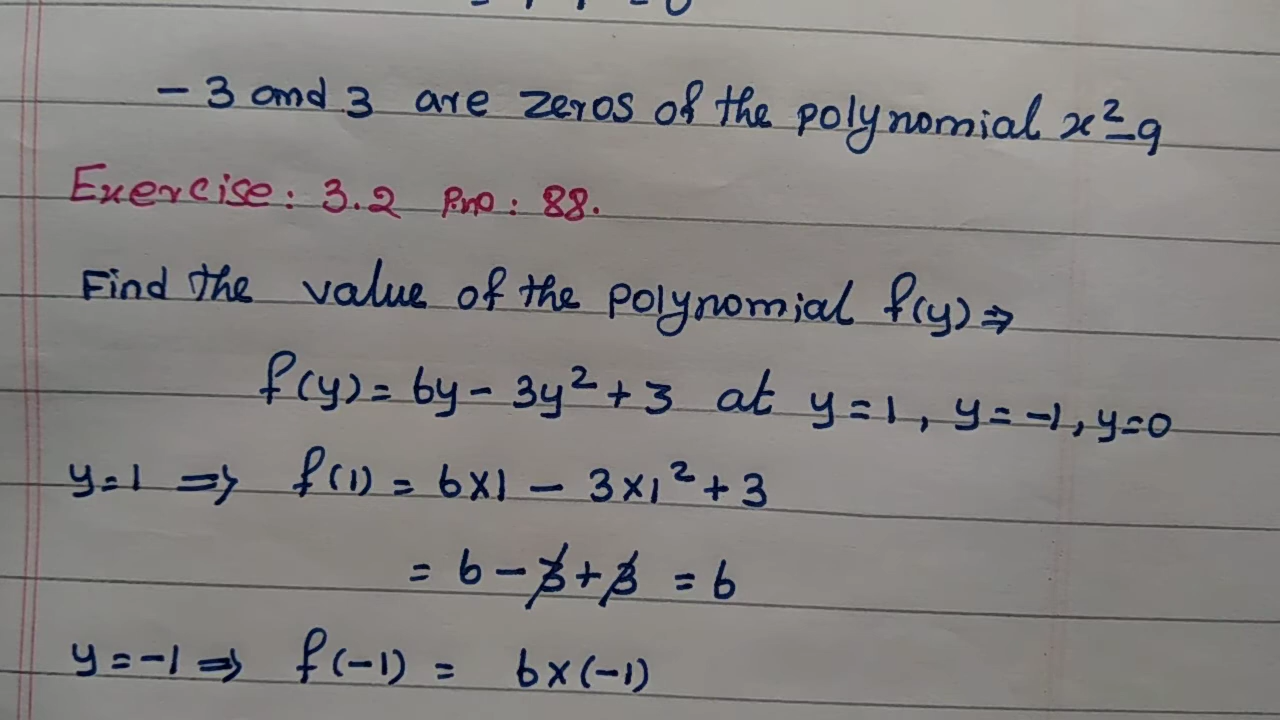 -3 and 3 are zeros of the polynomial x²-9
Exercise: 3.2 P.no: 88.
Find the value of the polynomial f(y) ⇒
f(y) = 6y - 3y² + 3 at y=1, y=-1, y=0
y=1 ⇒ f(1) = 6×1 - 3×1² + 3
= 6 - 3 + 3 = 6
y=-1 ⇒ f(-1) = 6×(-1)